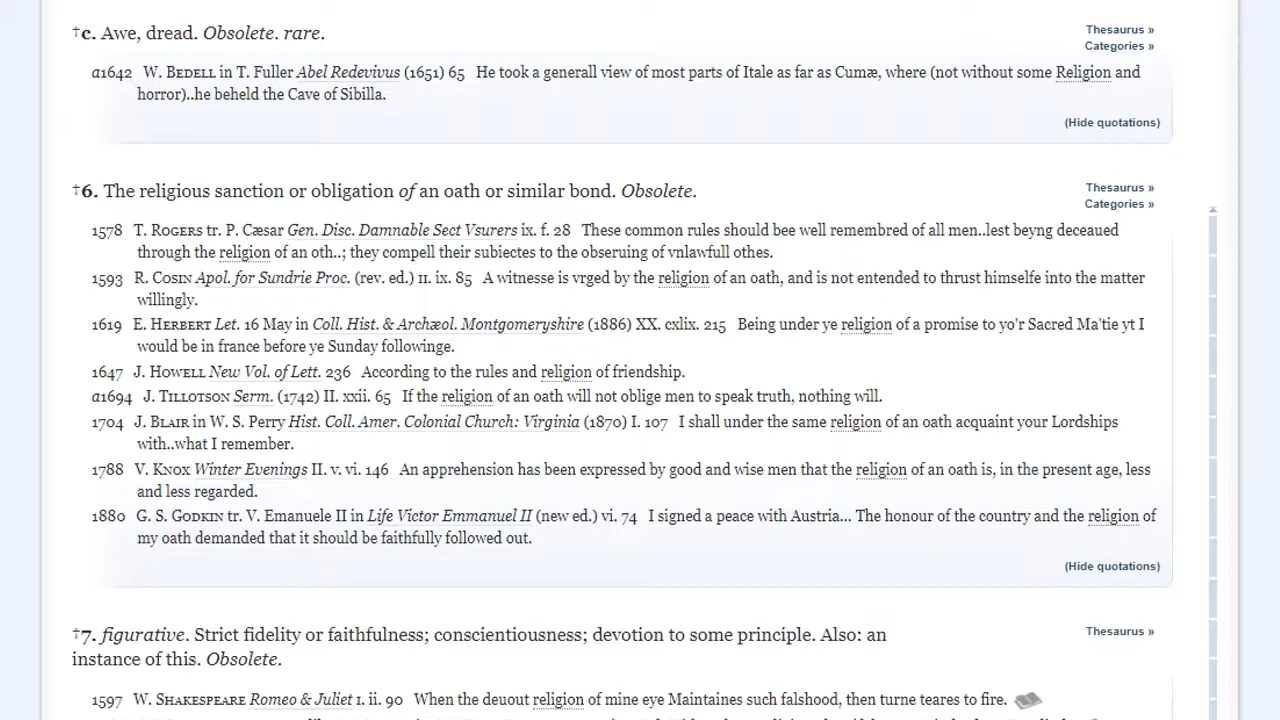 †c. Awe, dread. Obsolete. rare.
Thesaurus »
Categories »
a1642 W. BEDELL in T. Fuller Abel Redevivus (1651) 65 He took a generall view of most parts of Itale as far as Cumæ, where (not without some Religion and
horror)..he beheld the Cave of Sibilla.
(Hide quotations)
†6. The religious sanction or obligation of an oath or similar bond. Obsolete.
Thesaurus »
Categories »
1578 T. ROGERS tr. P. Cæsar Gen. Disc. Damnable Sect Vsurers ix. f. 28 These common rules should bee well remembred of all men..lest beyng deceaued
through the religion of an oth..; they compell their subiectes to the obseruing of vnlawfull othes.
1593 R. COSIN Apol. for Sundrie Proc. (rev. ed.) II. ix. 85 A witnesse is vrged by the religion of an oath, and is not entended to thrust himselfe into the matter
willingly.
1619 E. HERBERT Let. 16 May in Coll. Hist. & Archæol. Montgomeryshire (1886) XX. cxlix. 215 Being under ye religion of a promise to yo'r Sacred Ma'tie yt I
would be in france before ye Sunday followinge.
1647 J. HOWELL New Vol. of Lett. 236 According to the rules and religion of friendship.
a1694 J. TILLOTSON Serm. (1742) II. xxii. 65 If the religion of an oath will not oblige men to speak truth, nothing will.
1704 J. BLAIR in W. S. Perry Hist. Coll. Amer. Colonial Church: Virginia (1870) I. 107 I shall under the same religion of an oath acquaint your Lordships
with..what I remember.
1788 V. KNOX Winter Evenings II. v. vi. 146 An apprehension has been expressed by good and wise men that the religion of an oath is, in the present age, less
and less regarded.
1880 G. S. GODKIN tr. V. Emanuele II in Life Victor Emmanuel II (new ed.) vi. 74 I signed a peace with Austria... The honour of the country and the religion of
my oath demanded that it should be faithfully followed out.
(Hide quotations)
†7. figurative. Strict fidelity or faithfulness; conscientiousness; devotion to some principle. Also: an
instance of this. Obsolete.
Thesaurus »
1597 W. SHAKESPEARE Romeo & Juliet I. ii. 90 When the deuout religion of mine eye Maintaines such falshood, then turne teares to fire.